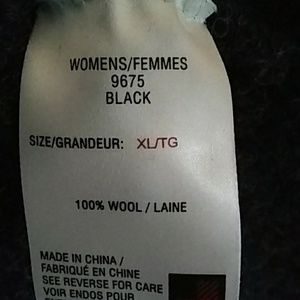 WOMENS/FEMMES
9675
BLACK
SIZE/GRANDEUR: XL/TG
100% WOOL / LAINE
MADE IN CHINA /
FABRIQUÉ EN CHINE
SEE REVERSE FOR CARE
VOIR ENDOS POUR